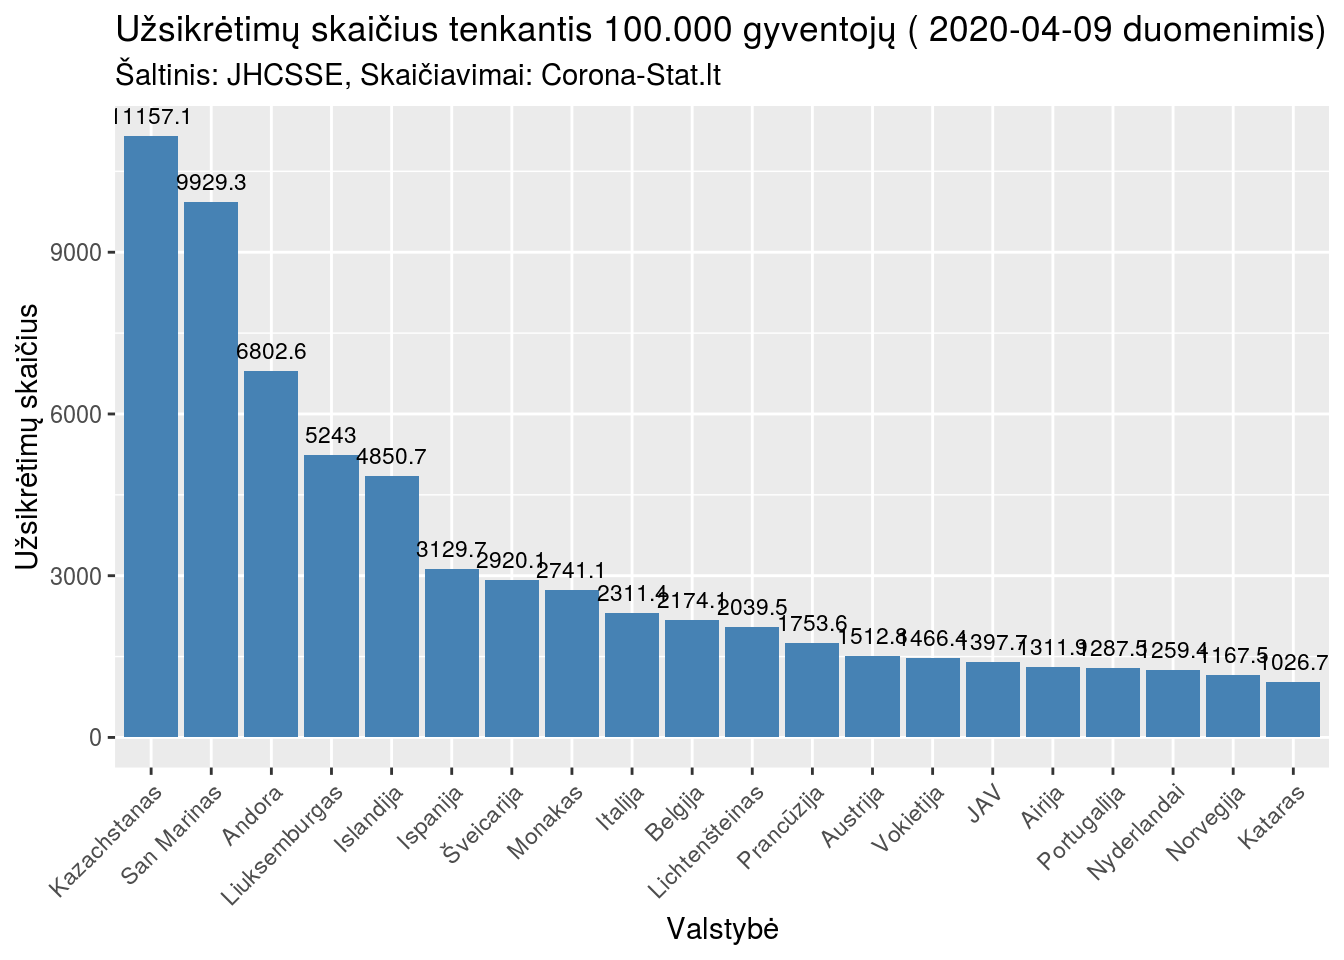 Užsikrėtimų skaičius tenkantis 100.000 gyventojų ( 2020-04-09 duomenimis)
Šaltinis: JHCSSE, Skaičiavimai: Corona-Stat.lt
Užsikrėtimų skaičius
9000
6000
3000
0
11157.1
9929.3
6802.6
5243
4850.7
3129.7
2920.1
2741.1
2311.4
2174.1
2039.5
1753.6
1512.8
1466.4
1397.7
1311.9
1287.5
1259.4
1167.5
1026.7
Kazachstanas
San Marinas
Andora
Liuksemburgas
Islandija
Ispanija
Šveicarija
Monakas
Italija
Belgija
Lichtenšteinas
Prancūzija
Austrija
Vokietija
JAV
Airija
Portugalija
Nyderlandai
Norvegija
Kataras
Valstybė